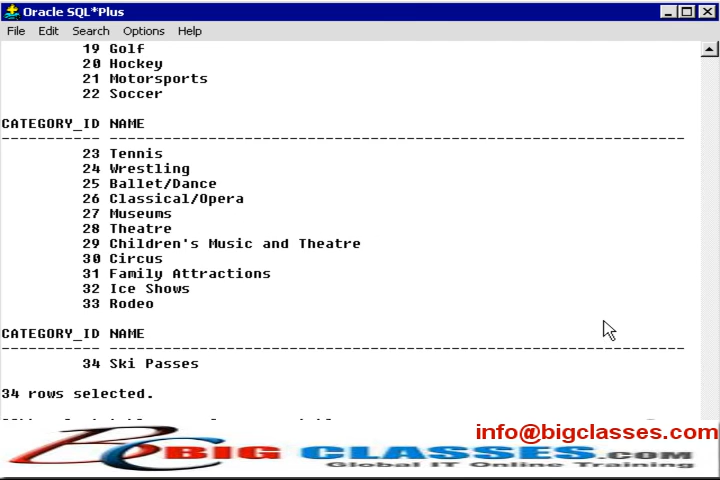 Oracle SQL*Plus
File Edit Search Options Help
19 Golf
20 Hockey
21 Motorsports
22 Soccer
CATEGORY_ID NAME
23 Tennis
24 Wrestling
25 Ballet/Dance
26 Classical/Opera
27 Museums
28 Theatre
29 Children's Music and Theatre
30 Circus
31 Family Attractions
32 Ice Shows
33 Rodeo
CATEGORY_ID NAME
34 Ski Passes
34 rows selected.
info@bigclasses.com
BIG CLASSES.COM
Global IT Online Training